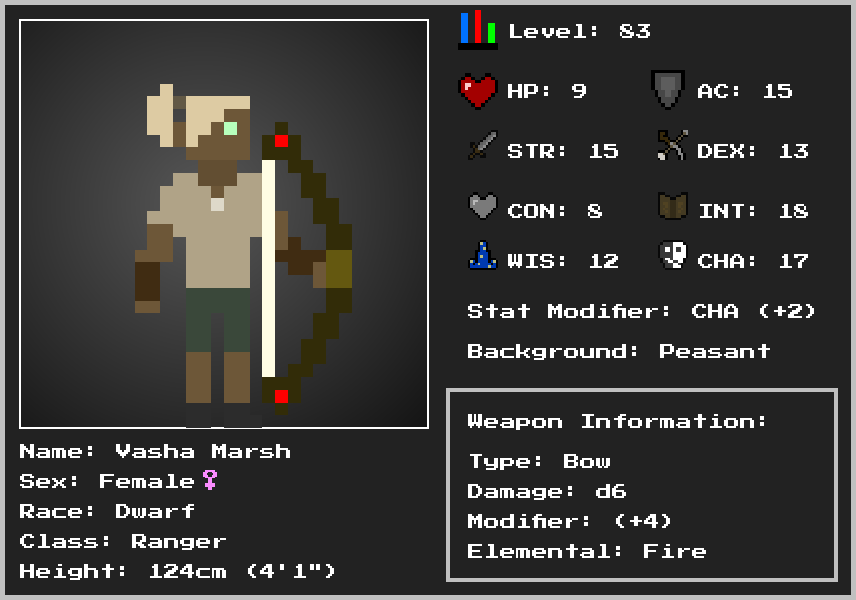 Level: 83
HP: 9
AC: 15
STR: 15
DEX: 13
CON: 8
INT: 18
WIS: 12
CHA: 17
Stat Modifier: CHA (+2)
Background: Peasant
Name: Vasha Marsh
Sex: Female♀
Race: Dwarf
Class: Ranger
Height: 124cm (4'1")
Weapon Information:
Type: Bow
Damage: d6
Modifier: (+4)
Elemental: Fire